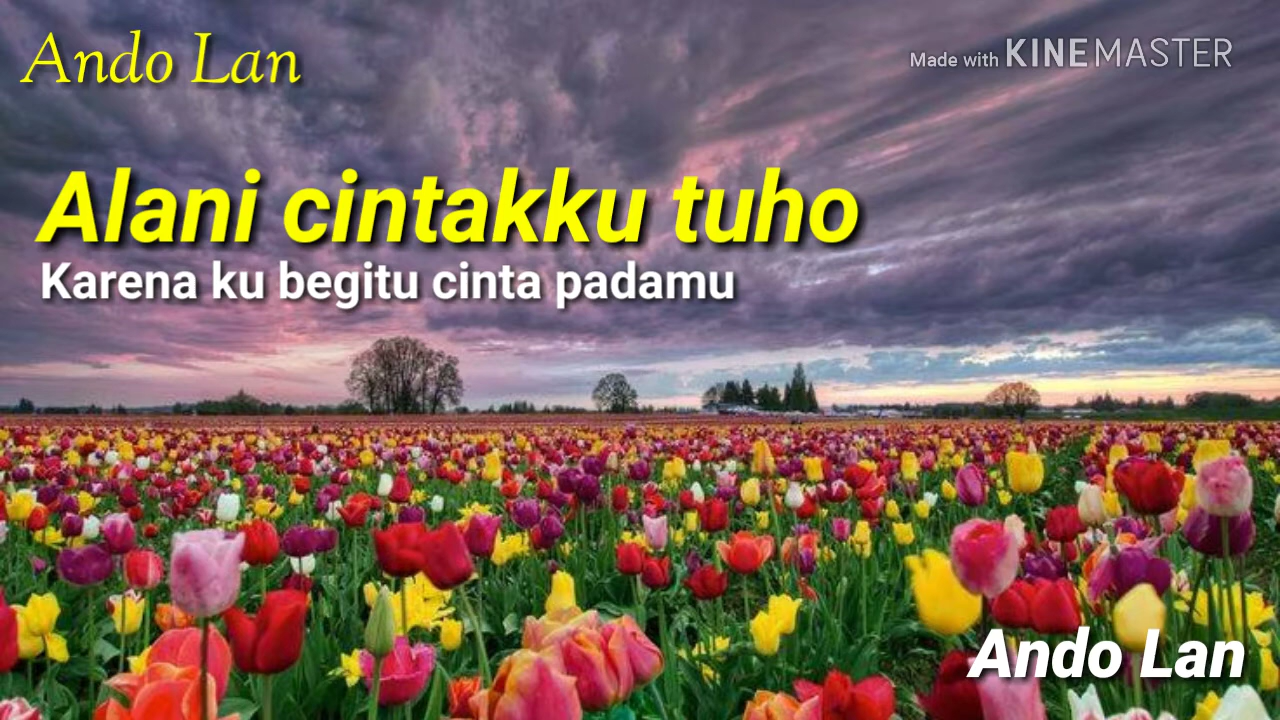 Ando Lan
Made with KINEMASTER
Alani cintakku tuho
Karena ku begitu cinta padamu
Ando Lan